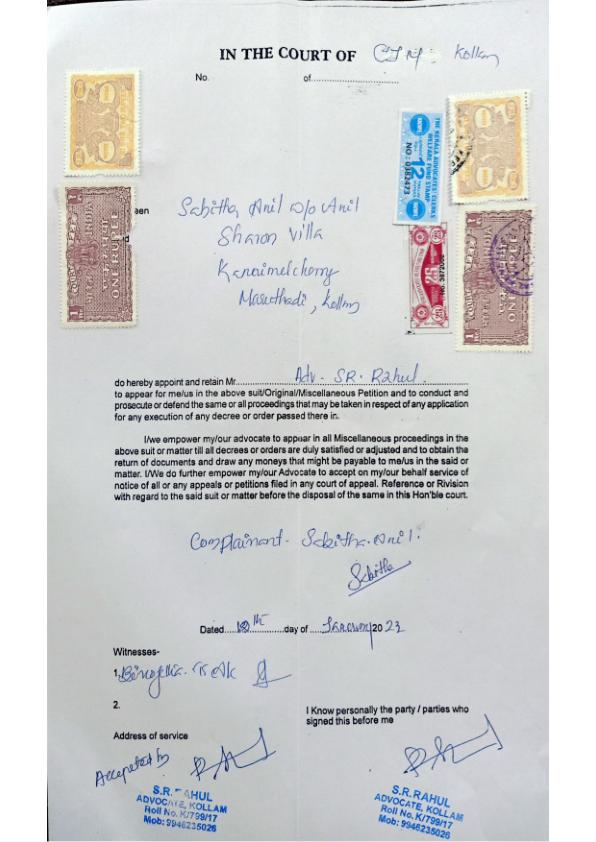 IN THE COURT OF Kollam
No. of
een
Sabitha Anil w/o Anil
Sharon Villa
Kannimelcherry
Maruthadi, Kollam
THE KERALA ADVOCATES CLERKS
WELFARE FUND STAMP
12
NO: 0382473
25
INDIA
ONE RUPEE
1
INDIA
ONE RUPEE
1
do hereby appoint and retain Mr. Adv. S.R. Rahul.
to appear for me/us in the above suit/Original/Miscellaneous Petition and to conduct and
prosecute or defend the same or all proceedings that may be taken in respect of any application
for any execution of any decree or order passed there in.
I/we empower my/our advocate to appear in all Miscellaneous proceedings in the
above suit or matter till all decrees or orders are duly satisfied or adjusted and to obtain the
return of documents and draw any moneys that might be payable to me/us in the said or
matter. I/We do further empower my/our Advocate to accept on my/our behalf service of
notice of all or any appeals or petitions filed in any court of appeal. Reference or Rivision
with regard to the said suit or matter before the disposal of the same in this Hon'ble court.
Complainant - Sabitha Anil.
Sabitha
Dated 10th day of January 2023
Witnesses-
1.
2.
I Know personally the party / parties who
signed this before me
Address of service
Accepted by
S.R. RAHUL
ADVOCATE, KOLLAM
Roll No. K/799/17
Mob: 9946235026
S.R. RAHUL
ADVOCATE, KOLLAM
Roll No. K/799/17
Mob: 9946235026